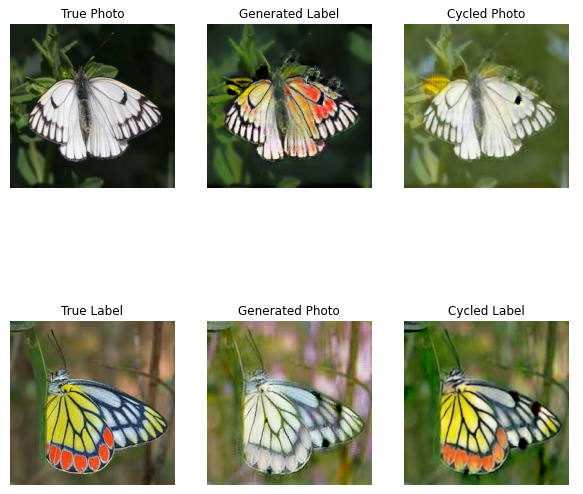 True Photo
Generated Label
Cycled Photo
True Label
Generated Photo
Cycled Label